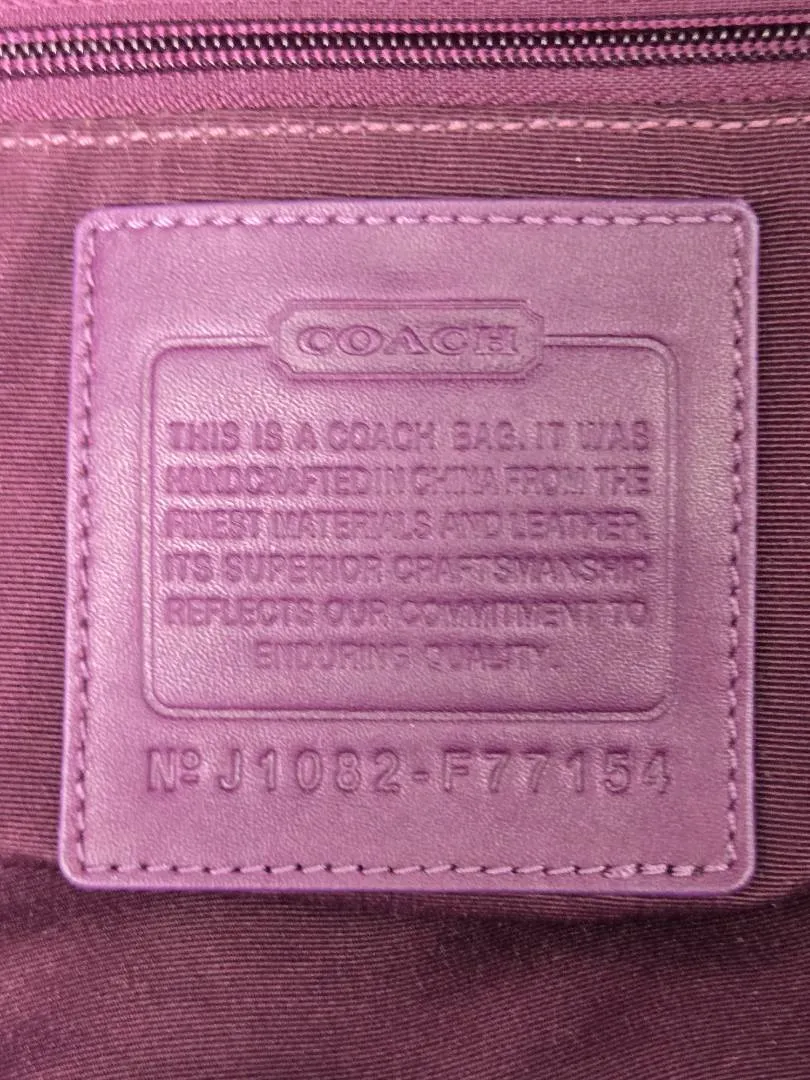 COACH
THIS IS A COACH BAG. IT WAS
HANDCRAFTED IN CHINA FROM THE
FINEST MATERIALS AND LEATHER.
ITS SUPERIOR CRAFTSMANSHIP
REFLECTS OUR COMMITMENT TO
ENDURING QUALITY.
Nº J1082-F77154